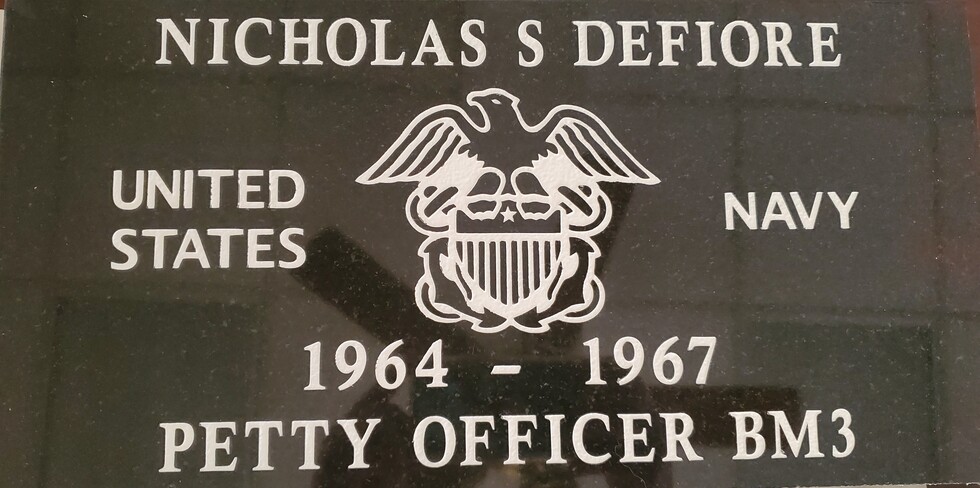 NICHOLAS S DEFIORE
UNITED
STATES
NAVY
1964 - 1967
PETTY OFFICER BM3